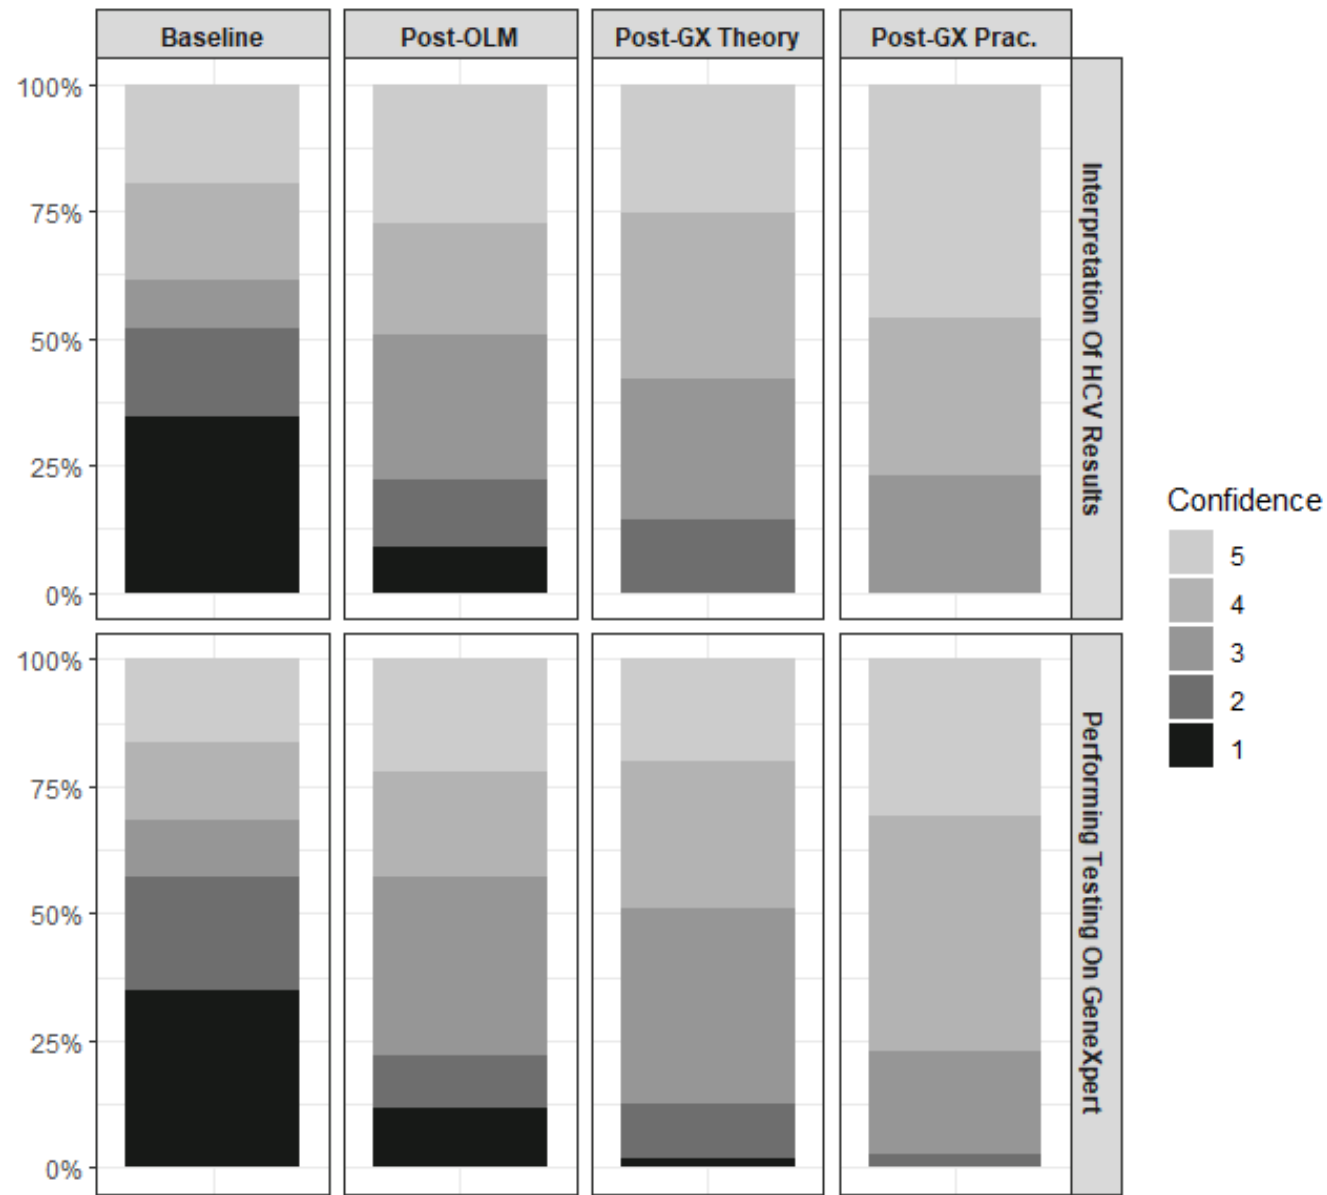 Baseline
Post-OLM
Post-GX Theory
Post-GX Prac.
100%
75%
50%
25%
0%
Interpretation Of HCV Results
100%
75%
50%
25%
0%
Performing Testing On GeneXpert
Confidence
5
4
3
2
1